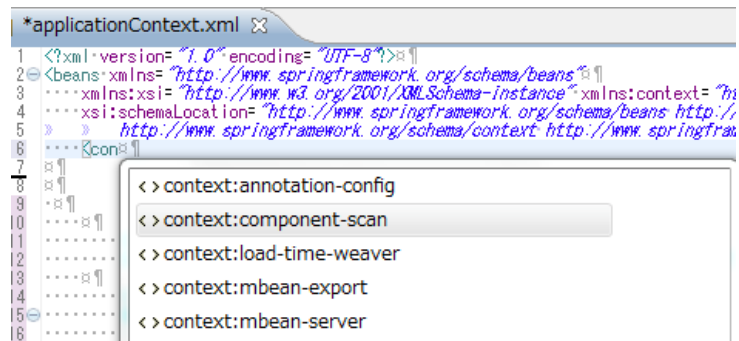 *applicationContext.xml
1 <?xml version="1.0" encoding="UTF-8"?>
2 <beans xmlns="http://www.springframework.org/schema/beans"
3 xmlns:xsi="http://www.w3.org/2001/XMLSchema-instance" xmlns:context="ht
4 xsi:schemaLocation="http://www.springframework.org/schema/beans http://
5 http://www.springframework.org/schema/context http://www.springfram
6 <con
7
8
9
10
11
12
13
14
15
16
context:annotation-config
context:component-scan
context:load-time-weaver
context:mbean-export
context:mbean-server